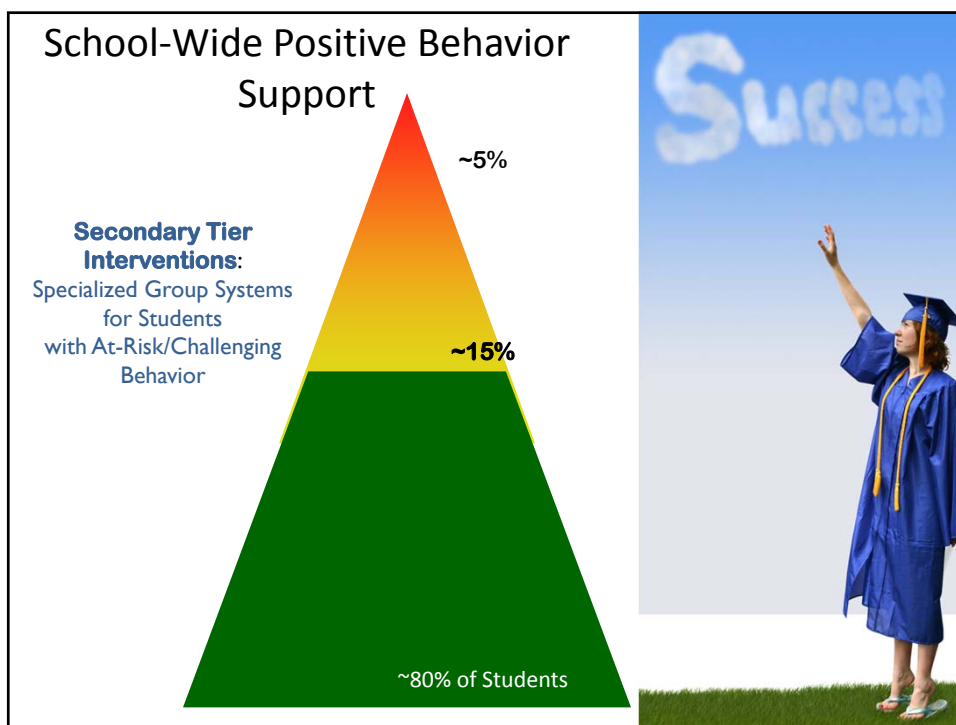 School-Wide Positive Behavior
Support
Success
~5%
Secondary Tier
Interventions:
Specialized Group Systems
for Students
with At-Risk/Challenging
Behavior
~15%
~80% of Students